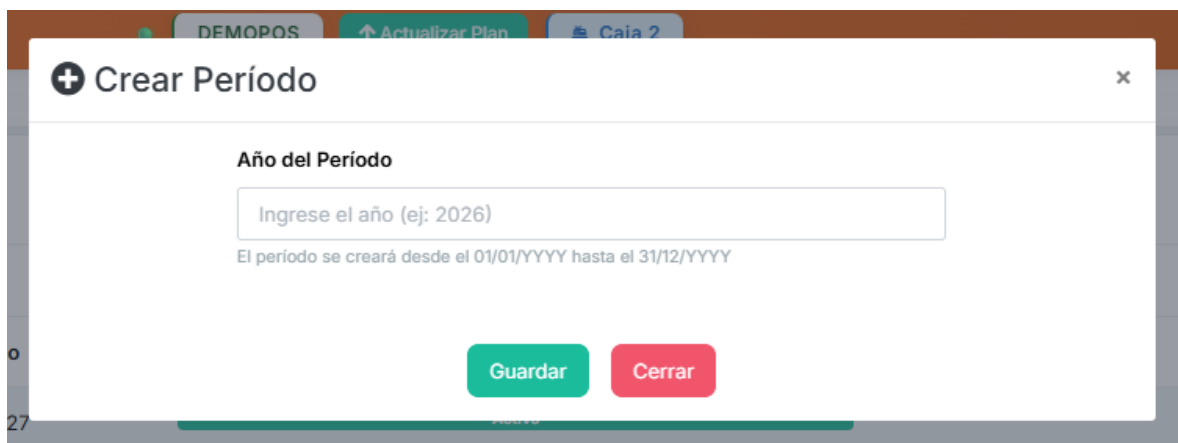 DEMOPOS
Actualizar Plan
Caja 2
Crear Período
×
Año del Período
Ingrese el año (ej: 2026)
El período se creará desde el 01/01/YYYY hasta el 31/12/YYYY
o
Guardar
Cerrar
27